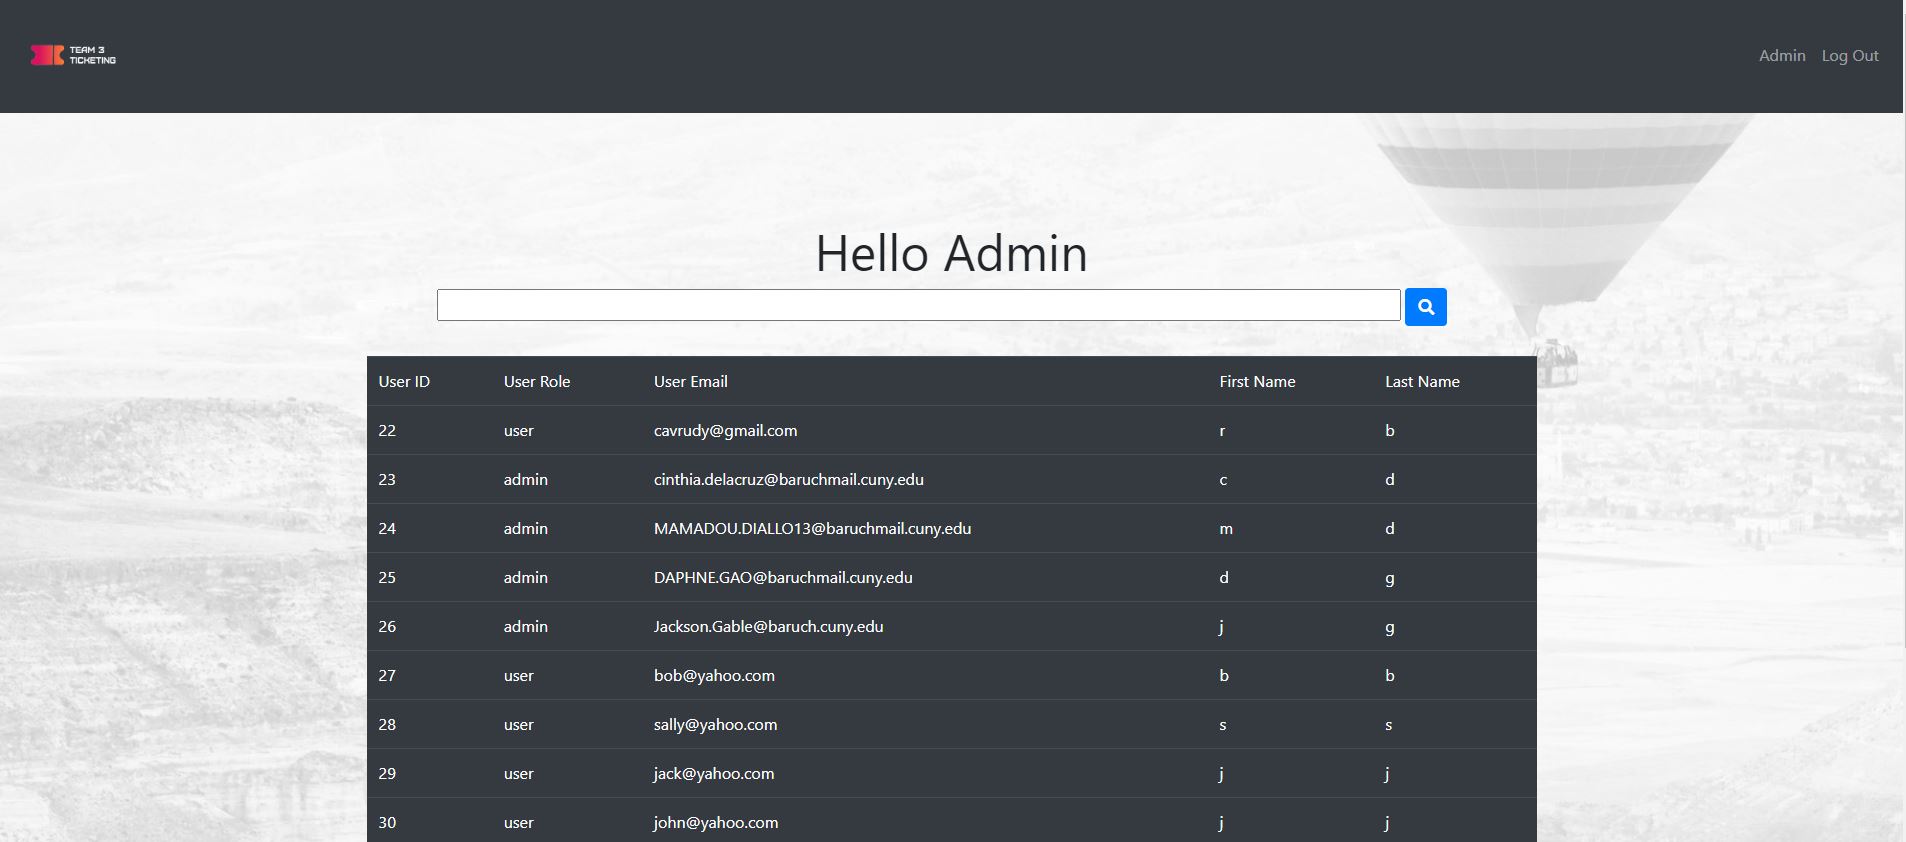 TEAM 3
TICKETING
Admin Log Out
Hello Admin
User ID User Role User Email First Name Last Name
22 user cavrudy@gmail.com r b
23 admin cinthia.delacruz@baruchmail.cuny.edu c d
24 admin MAMADOU.DIALLO13@baruchmail.cuny.edu m d
25 admin DAPHNE.GAO@baruchmail.cuny.edu d g
26 admin Jackson.Gable@baruch.cuny.edu j g
27 user bob@yahoo.com b b
28 user sally@yahoo.com s s
29 user jack@yahoo.com j j
30 user john@yahoo.com j j